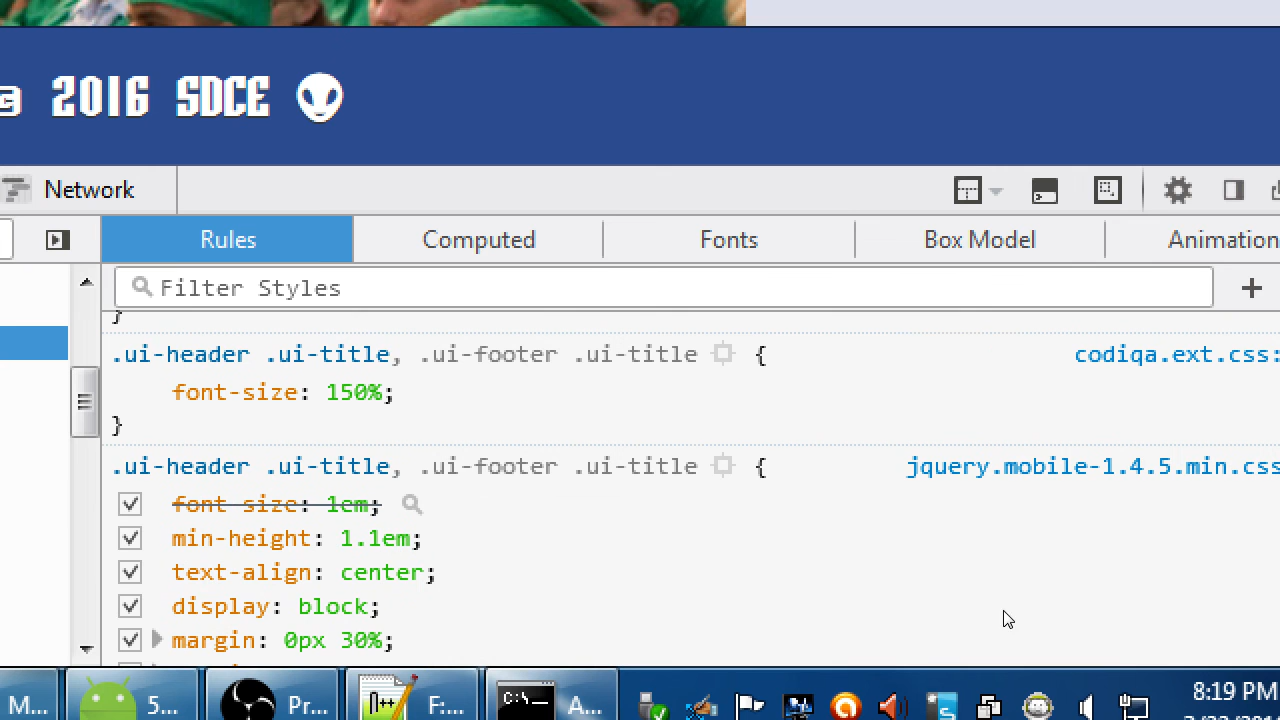 2016 SDCE
Network
Rules Computed Fonts Box Model Animation
Filter Styles
}
.ui-header .ui-title, .ui-footer .ui-title { codiqa.ext.css:
font-size: 150%;
}
.ui-header .ui-title, .ui-footer .ui-title { jquery.mobile-1.4.5.min.css
font-size: 1em;
min-height: 1.1em;
text-align: center;
display: block;
margin: 0px 30%;
M... 5... Pr... F:... C:\ A... 8:19 PM